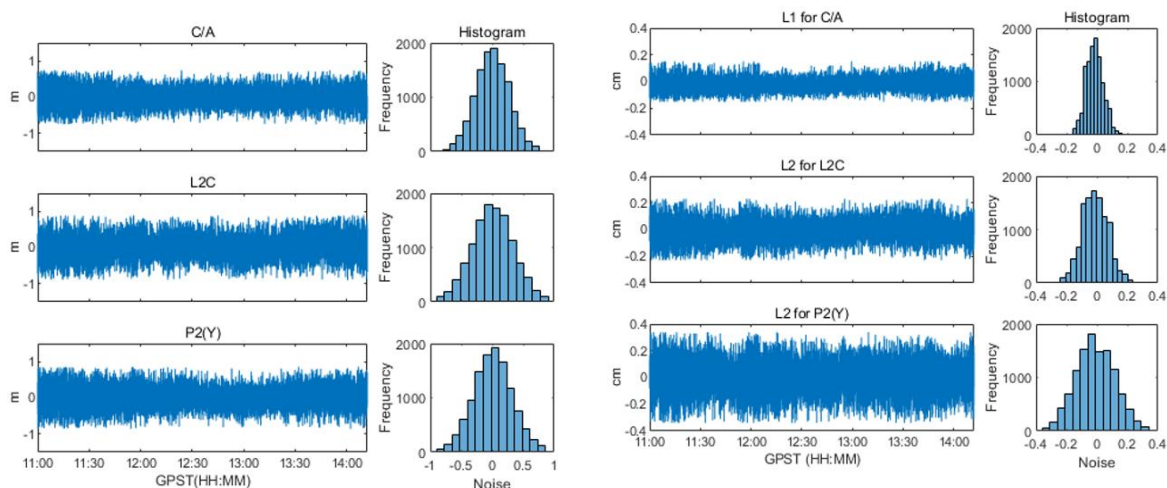 C/A
Histogram
1
0
-1
m
2000
1000
0
Frequency
L2C
1
0
-1
m
2000
1000
0
Frequency
P2(Y)
1
0
-1
m
11:00 11:30 12:00 12:30 13:00 13:30 14:00
GPST(HH:MM)
2000
1000
0
Frequency
-1 -0.5 0 0.5 1
Noise
L1 for C/A
Histogram
0.4
0.2
0
-0.2
-0.4
cm
2000
1000
0
Frequency
-0.4 -0.2 0 0.2 0.4
L2 for L2C
0.4
0.2
0
-0.2
-0.4
cm
2000
1000
0
Frequency
-0.4 -0.2 0 0.2 0.4
L2 for P2(Y)
0.4
0.2
0
-0.2
-0.4
cm
11:00 11:30 12:00 12:30 13:00 13:30 14:00
GPST (HH:MM)
2000
1000
0
Frequency
-0.4 -0.2 0 0.2 0.4
Noise